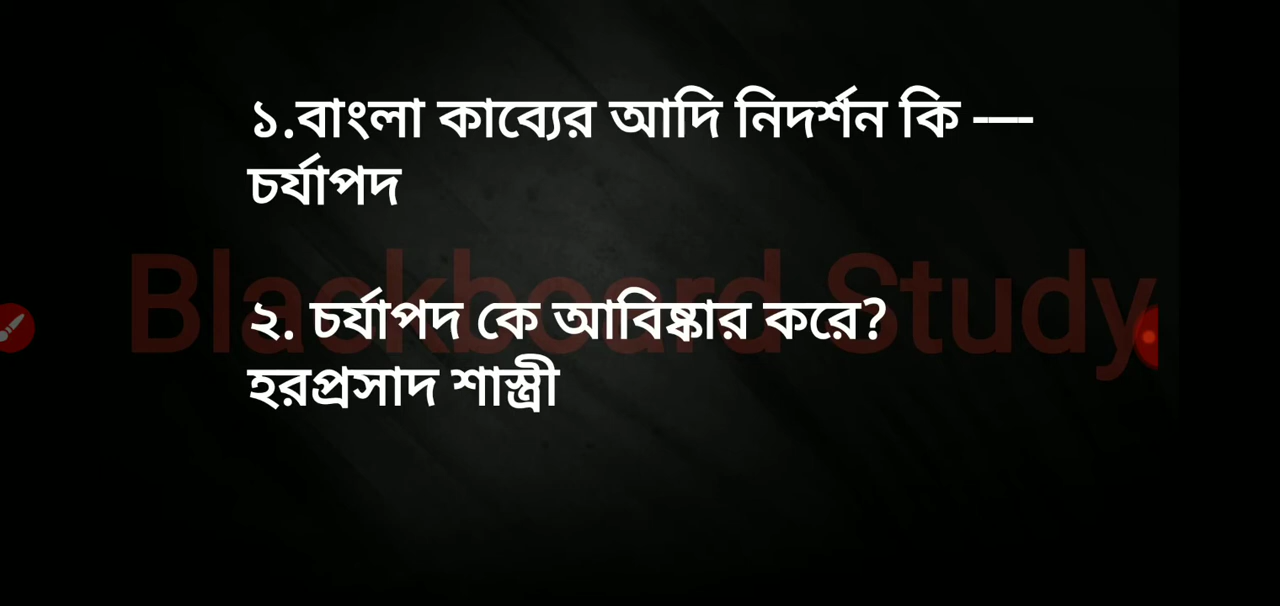 ১.বাংলা কাব্যের আদি নিদর্শন কি -—-
চর্যাপদ
Blackboard Study
২. চর্যাপদ কে আবিষ্কার করে?
হরপ্রসাদ শাস্ত্রী